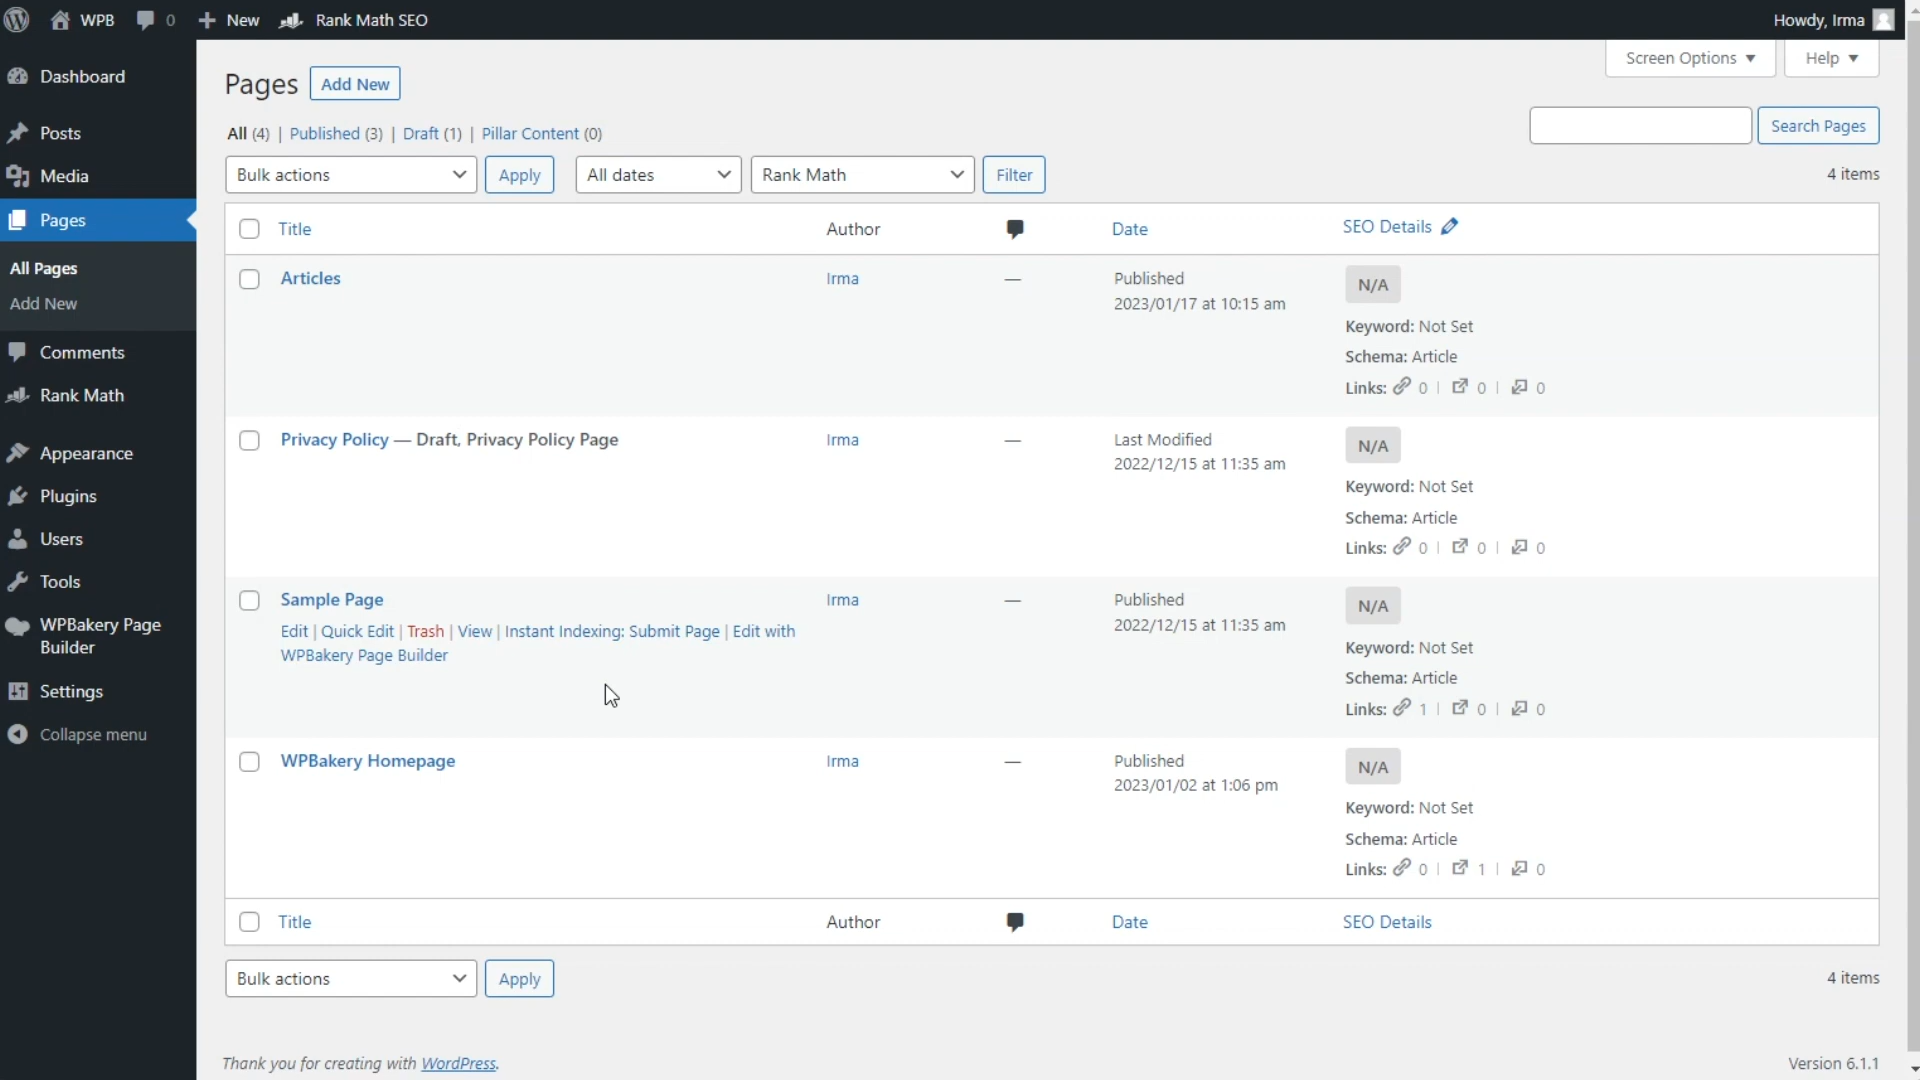 WPB 0 New Rank Math SEO Howdy, Irma
Dashboard
Posts
Media
Pages
All Pages
Add New
Comments
Rank Math
Appearance
Plugins
Users
Tools
WPBakery Page
Builder
Settings
Collapse menu
Screen Options Help
Pages Add New
All (4) | Published (3) | Draft (1) | Pillar Content (0)
Search Pages
Bulk actions Apply All dates Rank Math Filter 4 items
Title Author Date SEO Details
Articles Irma — Published N/A
2023/01/17 at 10:15 am
Keyword: Not Set
Schema: Article
Links: 0 | 0 | 0
Privacy Policy — Draft, Privacy Policy Page Irma — Last Modified N/A
2022/12/15 at 11:35 am
Keyword: Not Set
Schema: Article
Links: 0 | 0 | 0
Sample Page Irma — Published N/A
Edit | Quick Edit | Trash | View | Instant Indexing: Submit Page | Edit with 2022/12/15 at 11:35 am
WPBakery Page Builder Keyword: Not Set
Schema: Article
Links: 1 | 0 | 0
WPBakery Homepage Irma — Published N/A
2023/01/02 at 1:06 pm
Keyword: Not Set
Schema: Article
Links: 0 | 1 | 0
Title Author Date SEO Details
Bulk actions Apply 4 items
Thank you for creating with WordPress. Version 6.1.1